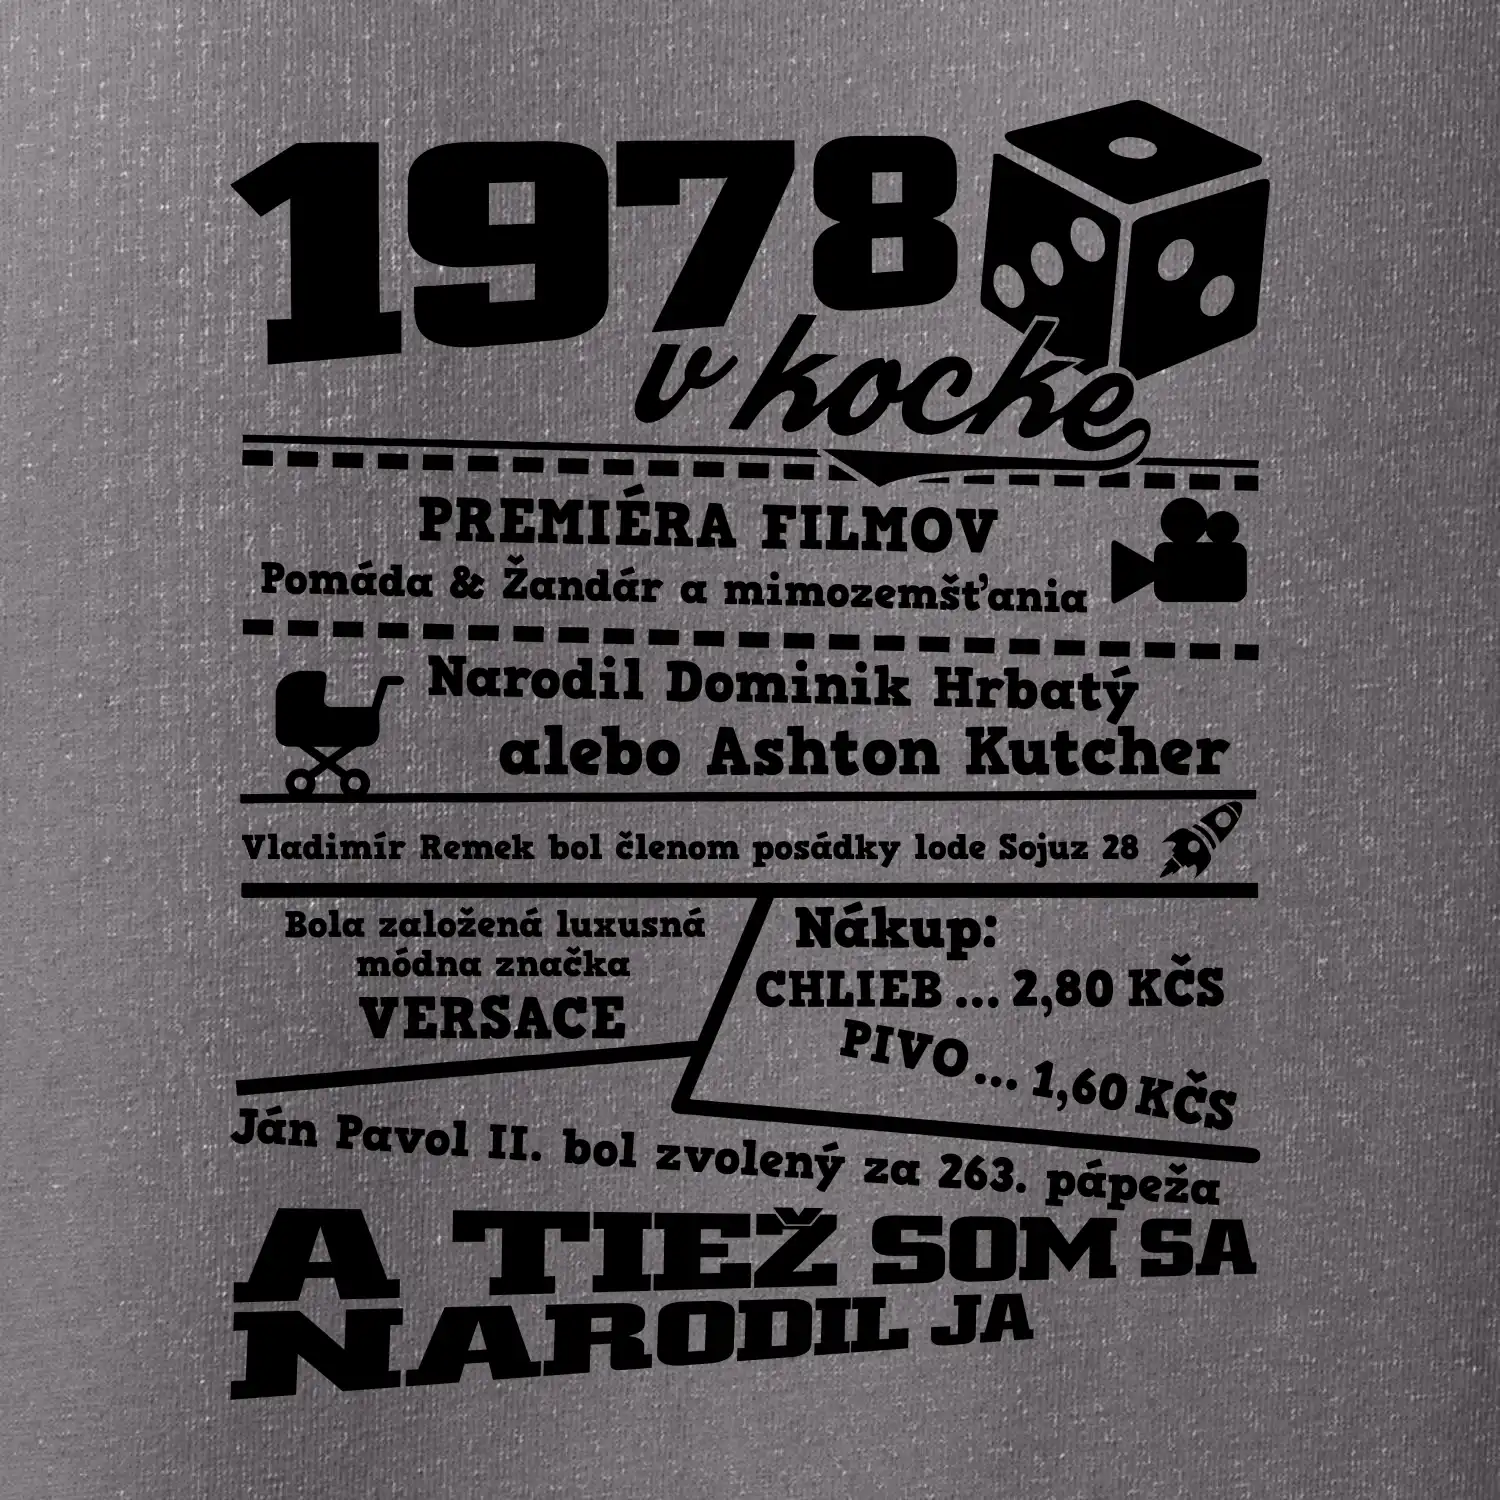 1978
v kocke
PREMIÉRA FILMOV
Pomáda & Žandár a mimozemšťania
Narodil Dominik Hrbatý
alebo Ashton Kutcher
Vladimír Remek bol členom posádky lode Sojuz 28
Bola založená luxusná
módna značka
VERSACE
Nákup:
CHLIEB ... 2,80 KČS
PIVO ... 1,60 KČS
Ján Pavol II. bol zvolený za 263. pápeža
A TIEŽ SOM SA
NARODIL JA